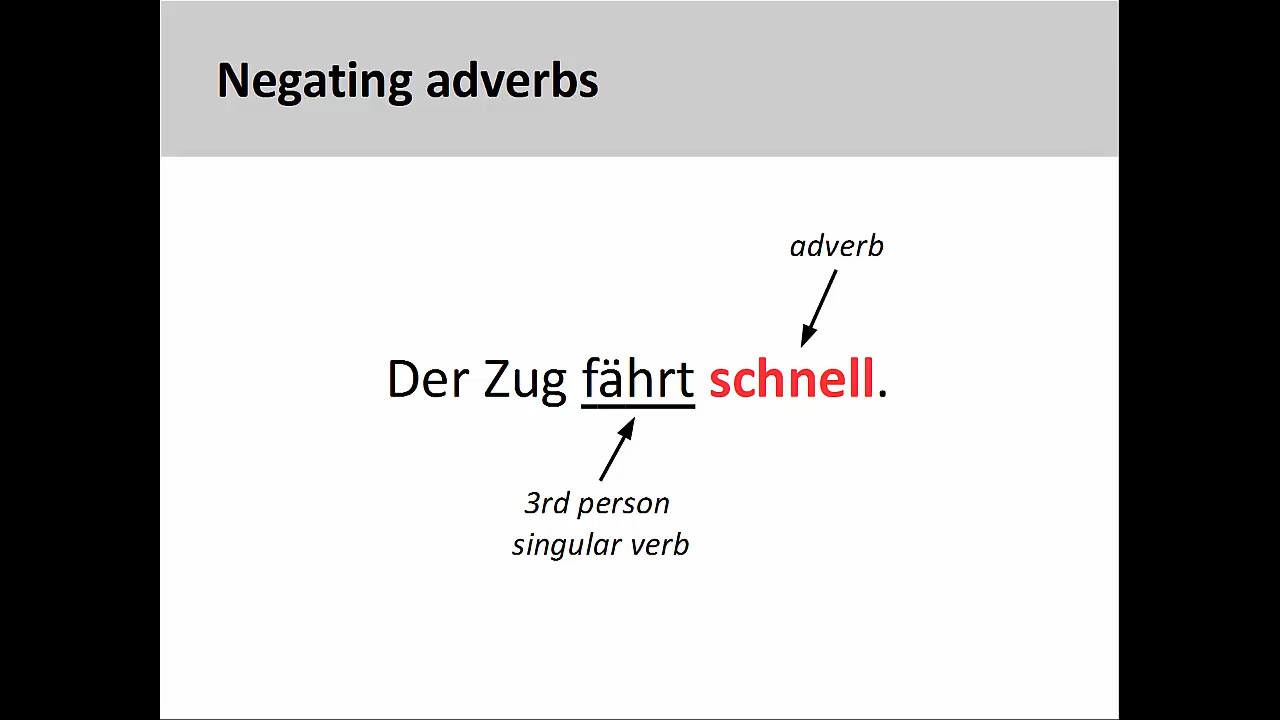 Negating adverbs
adverb
Der Zug fährt schnell.
3rd person
singular verb